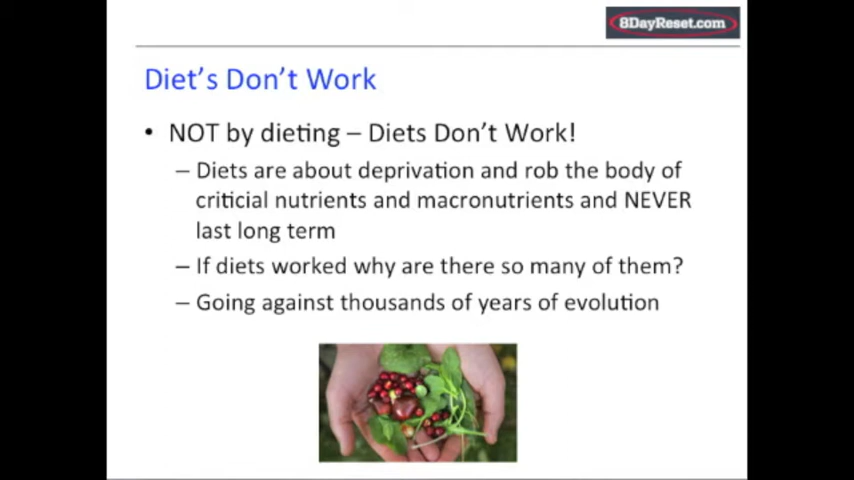 8DayReset.com
Diet's Don't Work
• NOT by dieting – Diets Don't Work!
– Diets are about deprivation and rob the body of
criticial nutrients and macronutrients and NEVER
last long term
– If diets worked why are there so many of them?
– Going against thousands of years of evolution